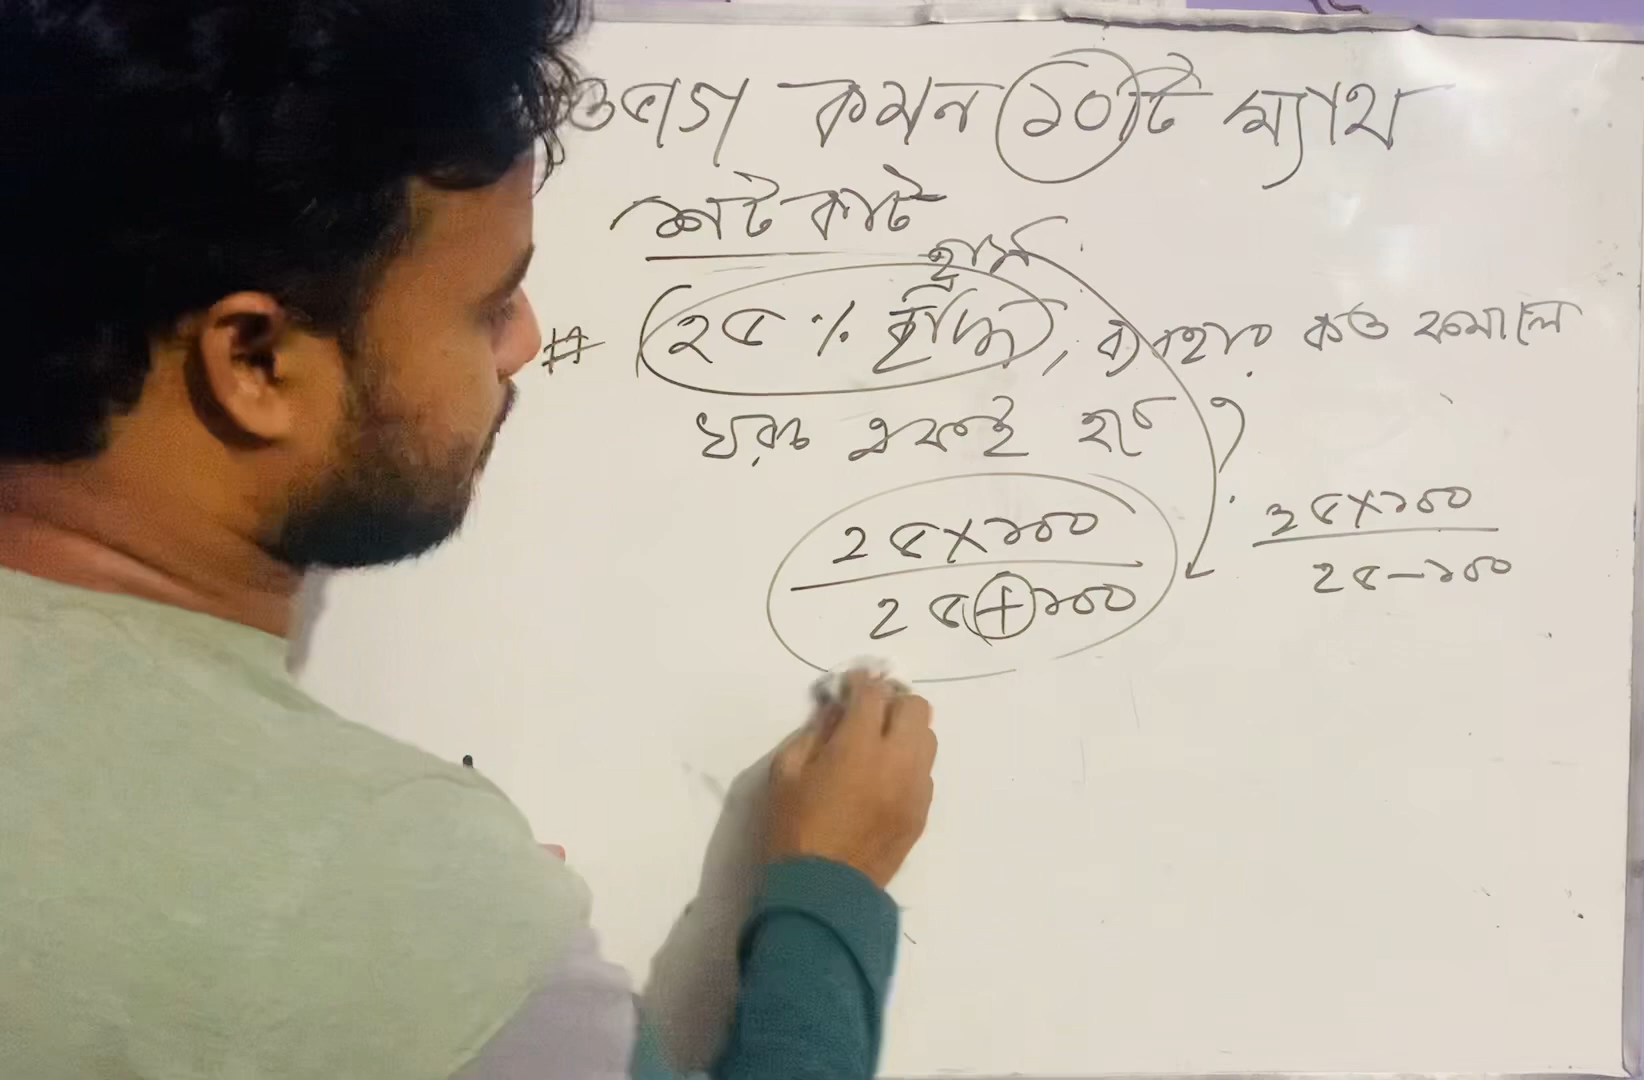 কমন ১০টি ম্যাথ
শর্টকাট
হ্রাস
# (২৫% বৃদ্ধি), ব্যবহার কত কমালে
খরচ একই হবে ?
২৫×১০০
২৫+১০০
২৫×১০০
২৫-১০০